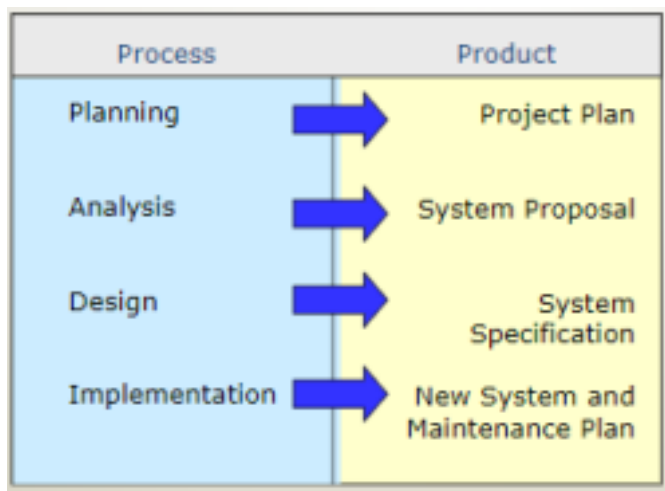 Process Product
Planning Project Plan
Analysis System Proposal
Design System
Specification
Implementation New System and
Maintenance Plan